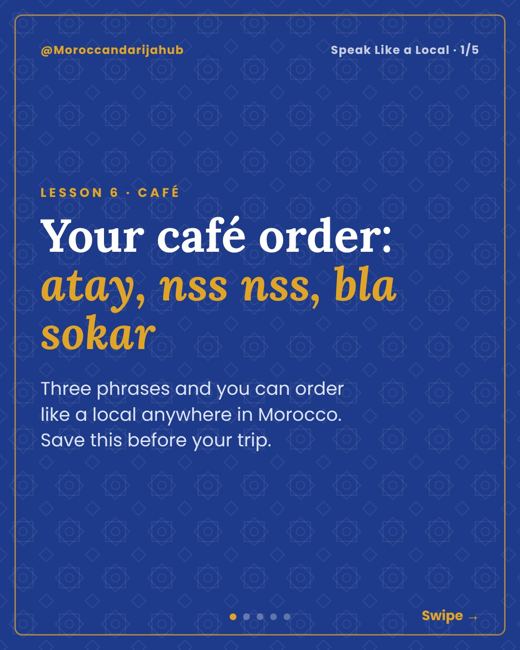 @Moroccandarijahub
Speak Like a Local · 1/5
LESSON 6 · CAFÉ
Your café order:
atay, nss nss, bla
sokar
Three phrases and you can order
like a local anywhere in Morocco.
Save this before your trip.
Swipe →